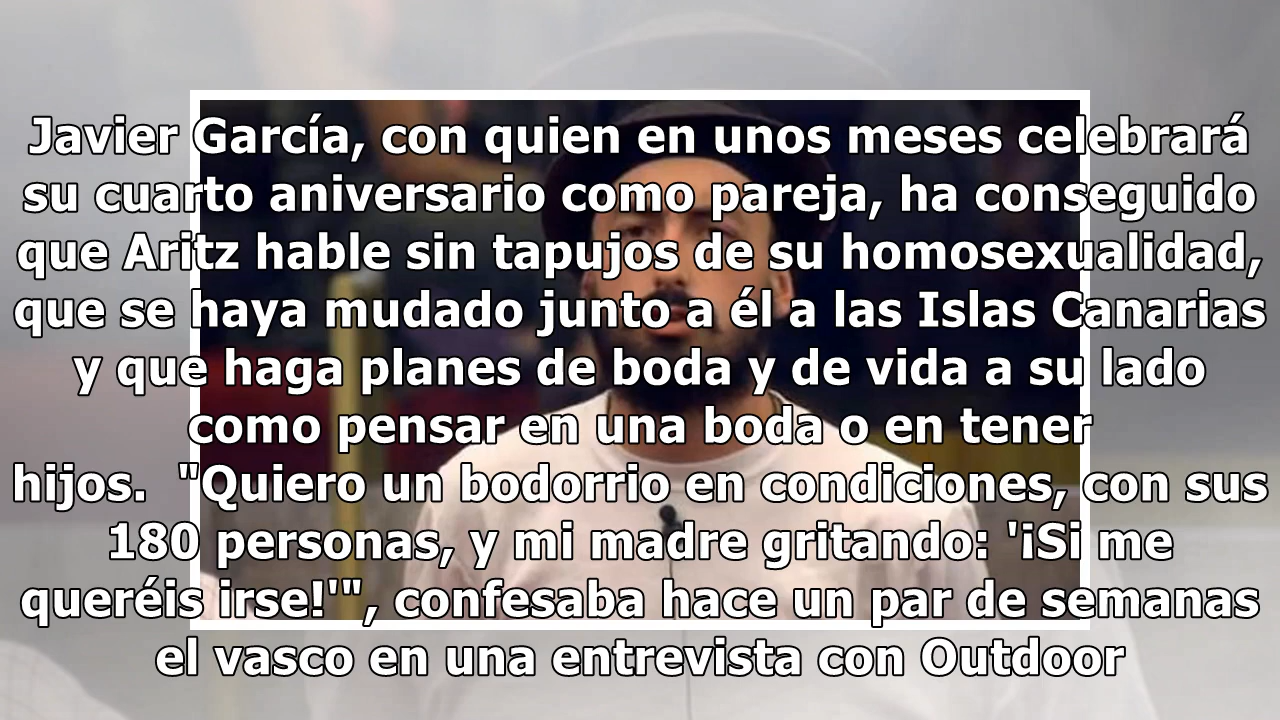 Javier García, con quien en unos meses celebrará
su cuarto aniversario como pareja, ha conseguido
que Aritz hable sin tapujos de su homosexualidad,
que se haya mudado junto a él a las Islas Canarias
y que haga planes de boda y de vida a su lado
como pensar en una boda o en tener
hijos.  "Quiero un bodorrio en condiciones, con sus
180 personas, y mi madre gritando: '¡Si me
queréis irse!'", confesaba hace un par de semanas
el vasco en una entrevista con Outdoor